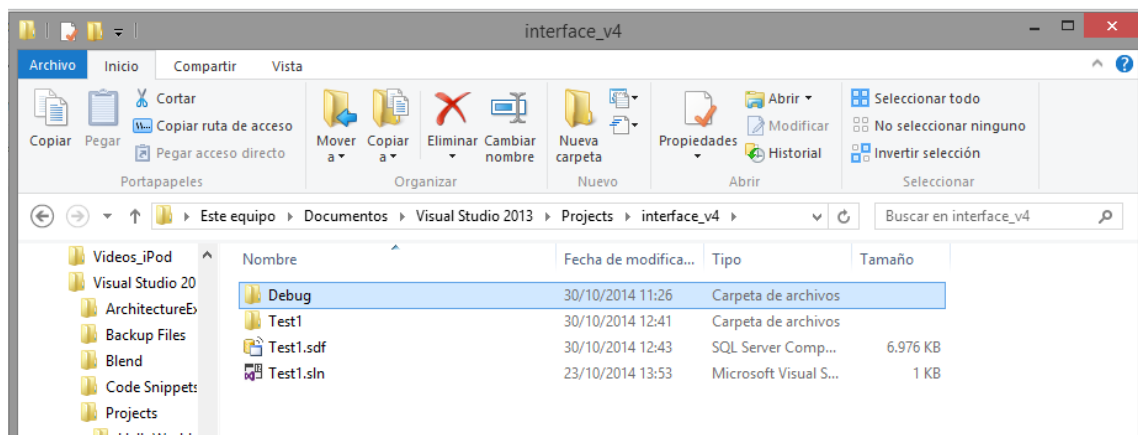 interface_v4
Archivo Inicio Compartir Vista
Copiar
Pegar
Cortar
Copiar ruta de acceso
Pegar acceso directo
Portapapeles
Mover a
Copiar a
Eliminar
Cambiar nombre
Organizar
Nueva carpeta
Nuevo
Propiedades
Abrir
Modificar
Historial
Abrir
Seleccionar todo
No seleccionar ninguno
Invertir selección
Seleccionar
Este equipo Documentos Visual Studio 2013 Projects interface_v4
Buscar en interface_v4
Videos_iPod
Visual Studio 20
ArchitectureEx
Backup Files
Blend
Code Snippets
Projects
Nombre Fecha de modifica... Tipo Tamaño
Debug 30/10/2014 11:26 Carpeta de archivos
Test1 30/10/2014 12:41 Carpeta de archivos
Test1.sdf 30/10/2014 12:43 SQL Server Comp... 6.976 KB
Test1.sln 23/10/2014 13:53 Microsoft Visual S... 1 KB